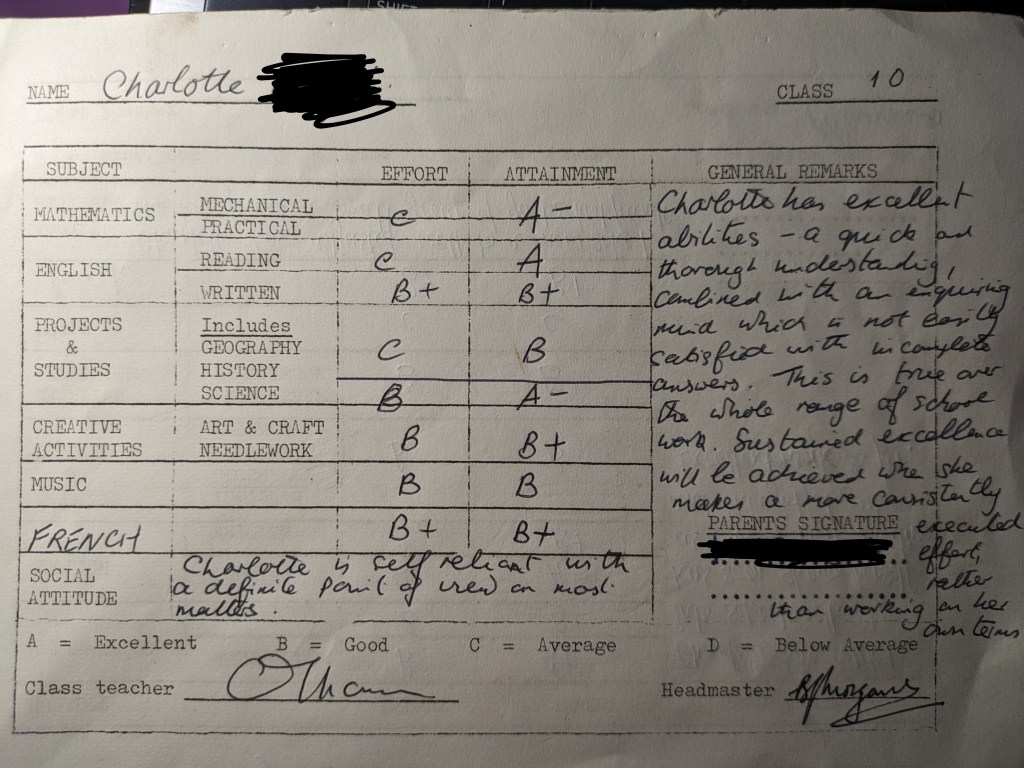 SHIFT
NAME Charlotte
CLASS 10
SUBJECT EFFORT ATTAINMENT GENERAL REMARKS
MATHEMATICS MECHANICAL C A-
PRACTICAL
ENGLISH READING C A
WRITTEN B+ B+
PROJECTS & STUDIES Includes
GEOGRAPHY C B
HISTORY
SCIENCE B A-
CREATIVE ACTIVITIES ART & CRAFT B B+
NEEDLEWORK
MUSIC B B
FRENCH B+ B+
SOCIAL ATTITUDE Charlotte is self reliant with
a definite point of view on most
matters.
Charlotte has excellent
abilities - a quick and
thorough understanding,
combined with an enquiring
mind which is not easily
satisfied with incomplete
answers. This is true over
the whole range of school
work. Sustained excellence
will be achieved when she
makes a more consistently
executed
effort,
rather
than working on her
own terms
PARENTS SIGNATURE
A = Excellent B = Good C = Average D = Below Average
Class teacher
Headmaster